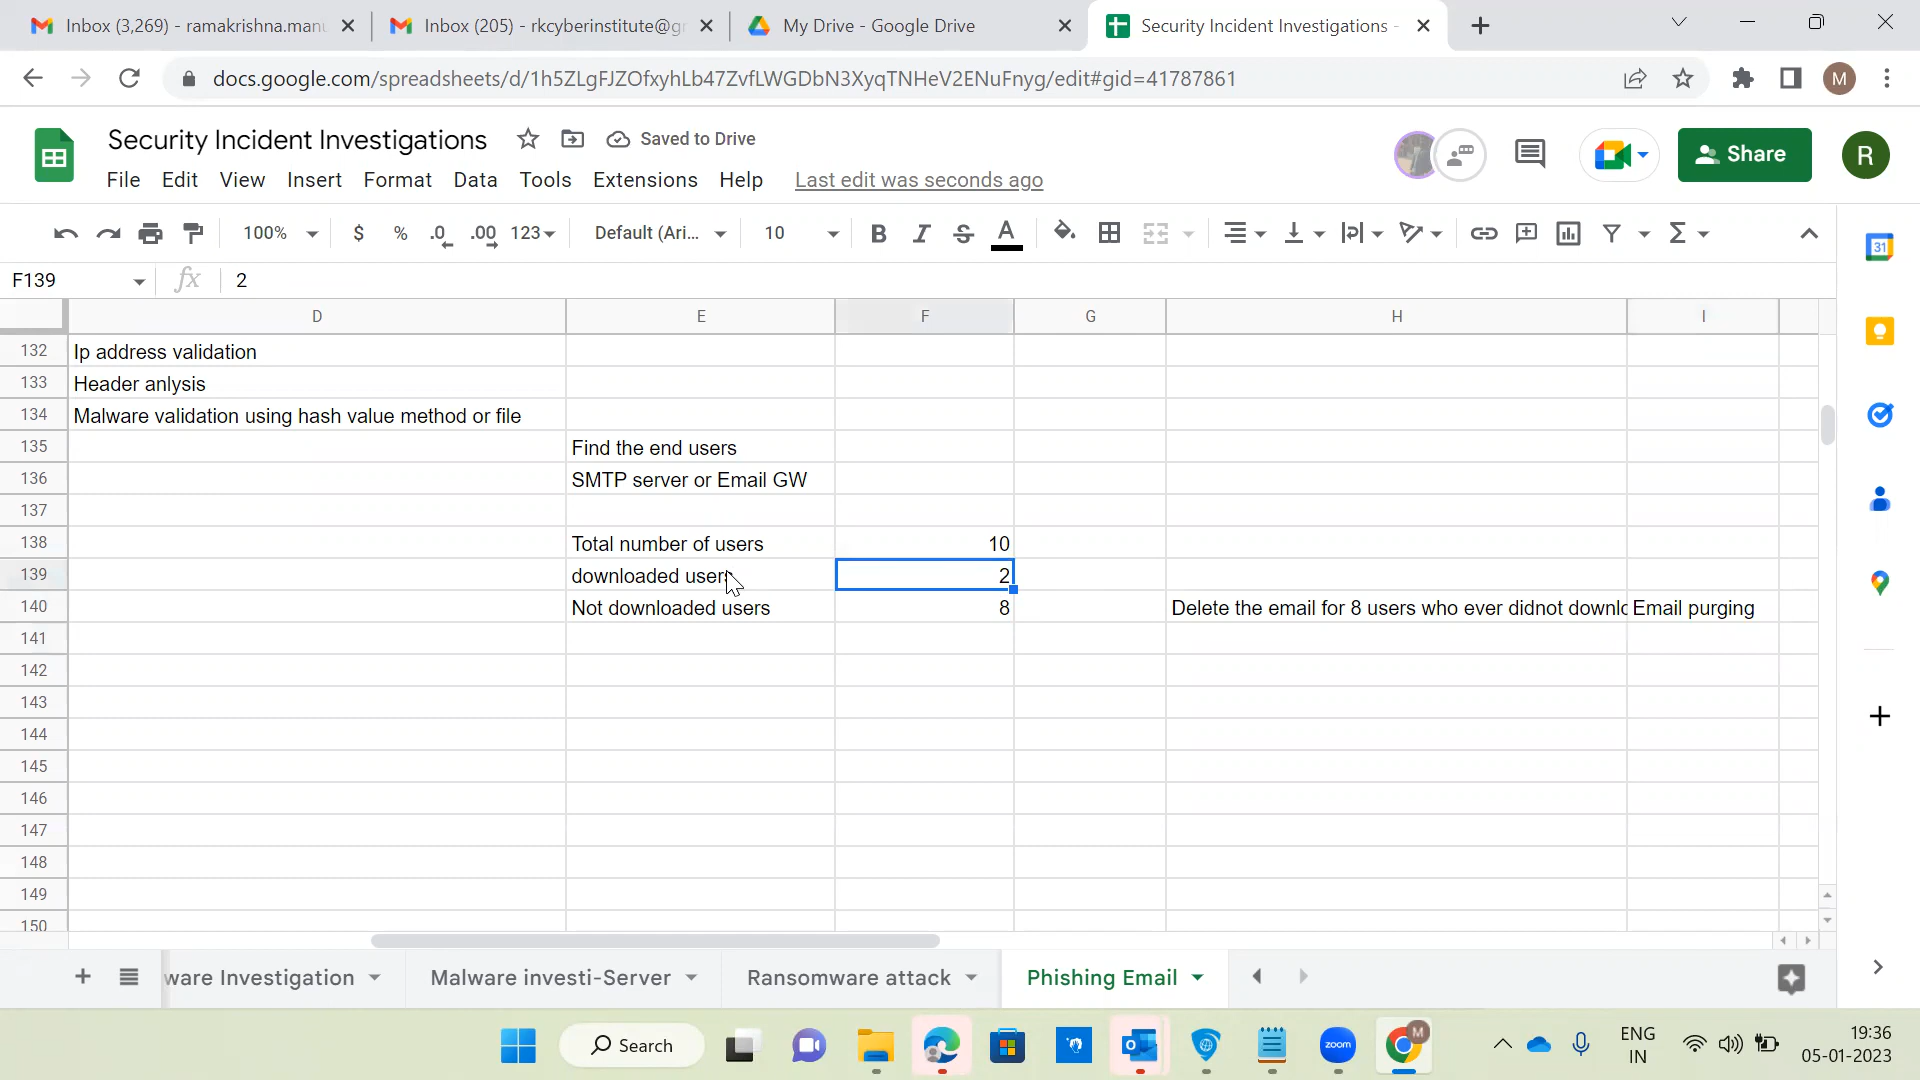 Inbox (3,269) - ramakrishna.manu
Inbox (205) - rkcyberinstitute@gr
My Drive - Google Drive
Security Incident Investigations -
docs.google.com/spreadsheets/d/1h5ZLgFJZOfxyhLb47ZvfLWGDbN3XyqTNHeV2ENuFnyg/edit#gid=41787861
M
Security Incident Investigations
Saved to Drive
Share
R
File Edit View Insert Format Data Tools Extensions Help Last edit was seconds ago
100% $ % .0 .00 123 Default (Ari... 10 B I S A
31
F139 fx 2
D E F G H I
132 Ip address validation
133 Header anlysis
134 Malware validation using hash value method or file
135 Find the end users
136 SMTP server or Email GW
137
138 Total number of users 10
139 downloaded users 2
140 Not downloaded users 8 Delete the email for 8 users who ever didnot downlo Email purging
141
142
143
144
145
146
147
148
149
150
ware Investigation
Malware investi-Server
Ransomware attack
Phishing Email
Search
zoom
M
ENG
IN
19:36
05-01-2023